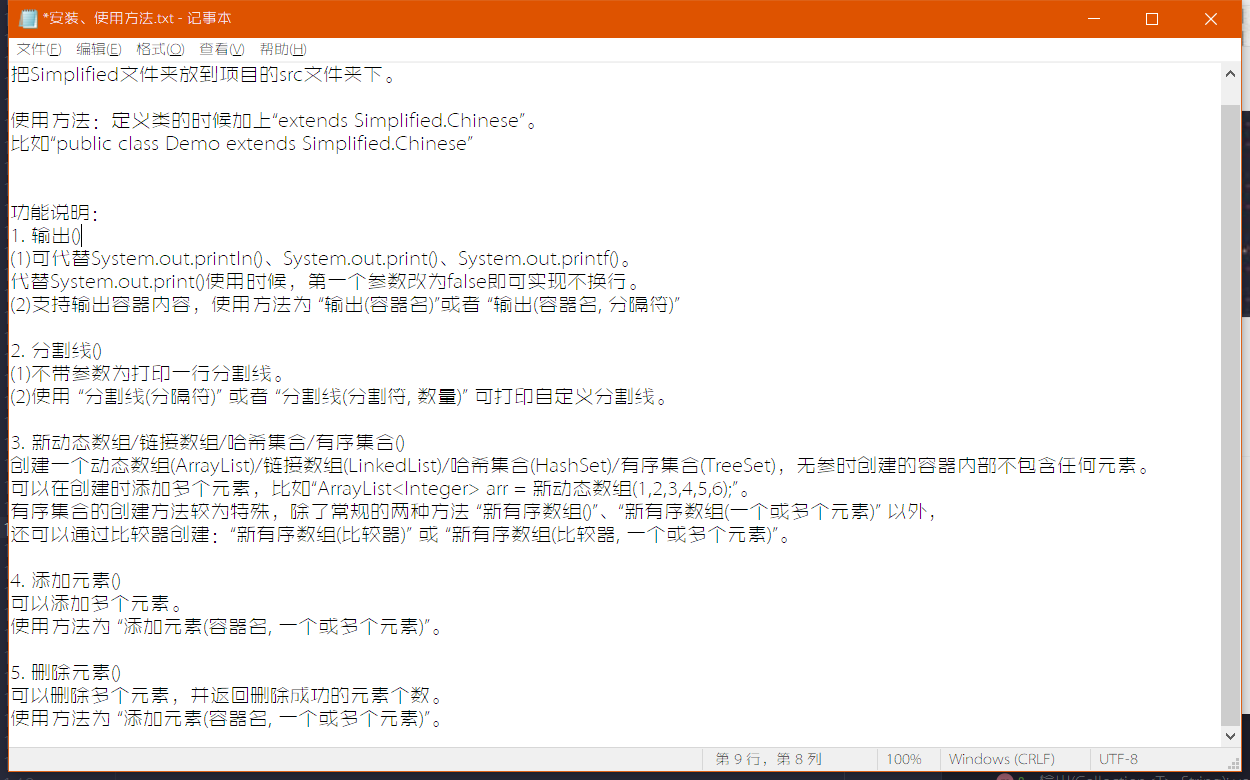 *安装、使用方法.txt - 记事本
文件(F) 编辑(E) 格式(O) 查看(V) 帮助(H)
把Simplified文件夹放到项目的src文件夹下。
使用方法：定义类的时候加上“extends Simplified.Chinese”。
比如“public class Demo extends Simplified.Chinese”
功能说明：
1. 输出()
(1)可代替System.out.println()、System.out.print()、System.out.printf()。
代替System.out.print()使用时候，第一个参数改为false即可实现不换行。
(2)支持输出容器内容，使用方法为 “输出(容器名)”或者 “输出(容器名, 分隔符)”
2. 分割线()
(1)不带参数为打印一行分割线。
(2)使用 “分割线(分隔符)” 或者 “分割线(分割符, 数量)” 可打印自定义分割线。
3. 新动态数组/链接数组/哈希集合/有序集合()
创建一个动态数组(ArrayList)/链接数组(LinkedList)/哈希集合(HashSet)/有序集合(TreeSet)，无参时创建的容器内部不包含任何元素。
可以在创建时添加多个元素，比如“ArrayList<Integer> arr = 新动态数组(1,2,3,4,5,6);”。
有序集合的创建方法较为特殊，除了常规的两种方法 “新有序数组()”、“新有序数组(一个或多个元素)” 以外，
还可以通过比较器创建：“新有序数组(比较器)” 或 “新有序数组(比较器, 一个或多个元素)”。
4. 添加元素()
可以添加多个元素。
使用方法为 “添加元素(容器名, 一个或多个元素)”。
5. 删除元素()
可以删除多个元素，并返回删除成功的元素个数。
使用方法为 “添加元素(容器名, 一个或多个元素)”。
第 9 行，第 8 列 100% Windows (CRLF) UTF-8